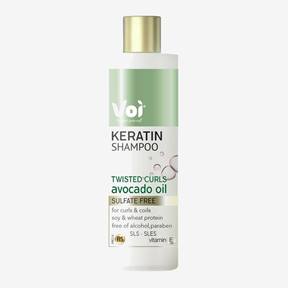 Voi
KERATIN
SHAMPOO
TWISTED CURLS
avocado oil
SULFATE FREE
for curls & coils
soy & wheat protein
free of alcohol,paraben
SLS - SLES
vitamin E